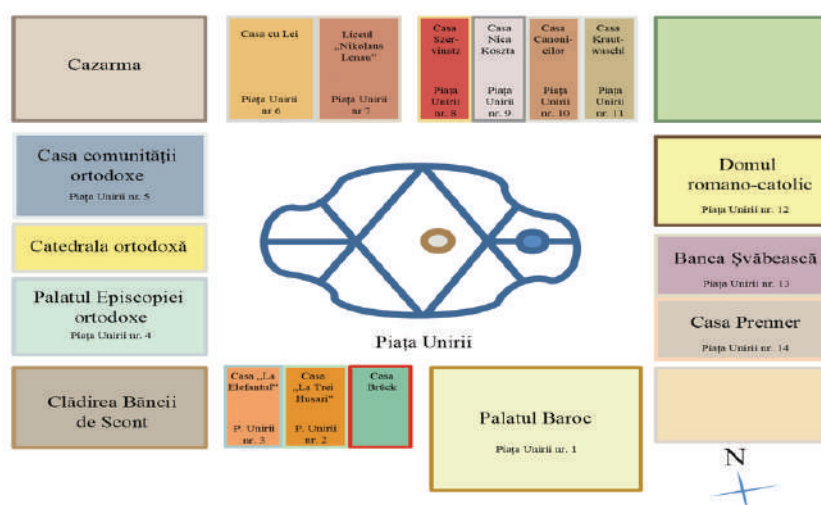 Cazarma
Casa cu Lei
Piața Unirii
nr 6
Liceul
„Nikolaus
Lenau"
Piața Unirii
nr 7
Casa
Szer-
vinatz
Piața
Unirii
nr. 8
Casa
Nica
Koszta
Piața
Unirii
nr. 9
Casa
Canoni-
cilor
Piața
Unirii
nr. 10
Casa
Kraut-
waschl
Piața
Unirii
nr. 11
Casa comunității
ortodoxe
Piața Unirii nr. 5
Domul
romano-catolic
Piața Unirii nr. 12
Catedrala ortodoxă
Banca Șvăbească
Piața Unirii nr. 13
Palatul Episcopiei
ortodoxe
Piața Unirii nr. 4
Casa Prenner
Piața Unirii nr. 14
Piața Unirii
Clădirea Băncii
de Scont
Casa „La
Elefantul"
P. Unirii
nr. 3
Casa
„La Trei
Husari"
P. Unirii
nr. 2
Casa
Brück
Palatul Baroc
Piața Unirii nr. 1
N